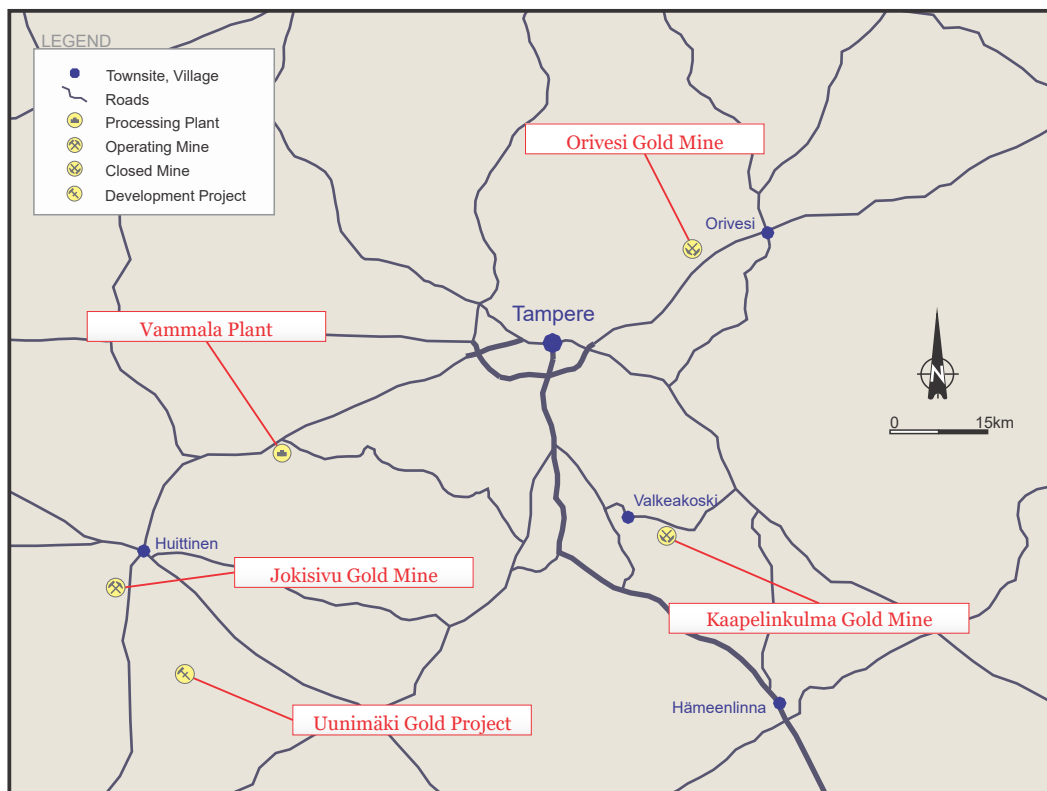 LEGEND
Townsite, Village
Roads
Processing Plant
Operating Mine
Closed Mine
Development Project
Orivesi Gold Mine
Orivesi
Tampere
Vammala Plant
N
0 15km
Valkeakoski
Huittinen
Jokisivu Gold Mine
Kaapelinkulma Gold Mine
Hämeenlinna
Uunimäki Gold Project